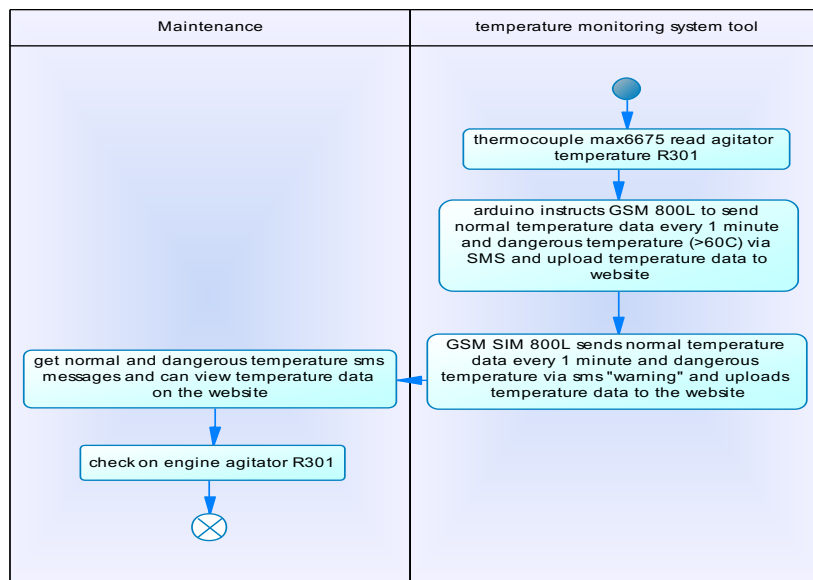 Maintenance
temperature monitoring system tool
thermocouple max6675 read agitator
temperature R301
arduino instructs GSM 800L to send
normal temperature data every 1 minute
and dangerous temperature (>60C) via
SMS and upload temperature data to
website
GSM SIM 800L sends normal temperature
data every 1 minute and dangerous
temperature via sms "warning" and uploads
temperature data to the website
get normal and dangerous temperature sms
messages and can view temperature data
on the website
check on engine agitator R301